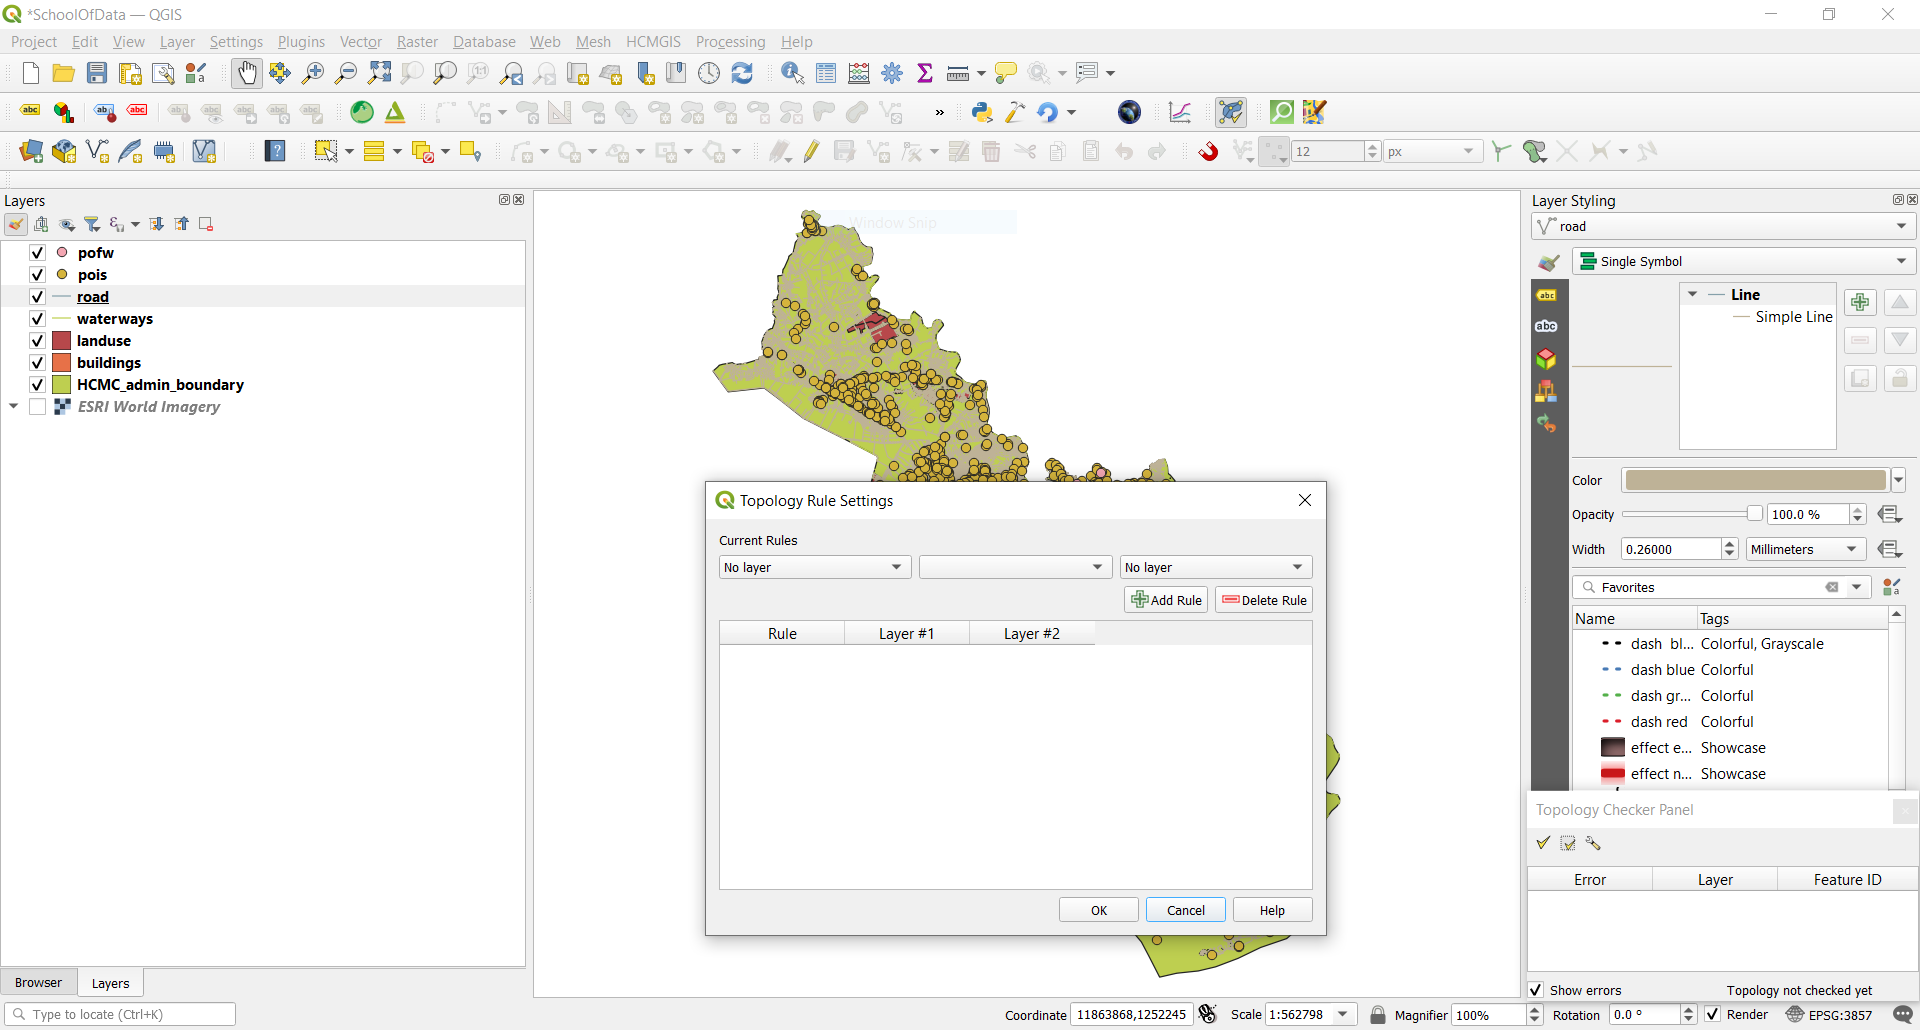 *SchoolOfData — QGIS
Project Edit View Layer Settings Plugins Vector Raster Database Web Mesh HCMGIS Processing Help
12 px
Layers
pofw
pois
road
waterways
landuse
buildings
HCMC_admin_boundary
ESRI World Imagery
Window Snip
Topology Rule Settings
Current Rules
No layer No layer
Add Rule Delete Rule
Rule Layer #1 Layer #2
OK Cancel Help
Layer Styling
road
Single Symbol
Line
Simple Line
Color
Opacity 100.0 %
Width 0.26000 Millimeters
Favorites
Name Tags
dash bl... Colorful, Grayscale
dash blue Colorful
dash gr... Colorful
dash red Colorful
effect e... Showcase
effect n... Showcase
Topology Checker Panel
Error Layer Feature ID
Show errors Topology not checked yet
Browser Layers
Type to locate (Ctrl+K) Coordinate 11863868,1252245 Scale 1:562798 Magnifier 100% Rotation 0.0 ° Render EPSG:3857